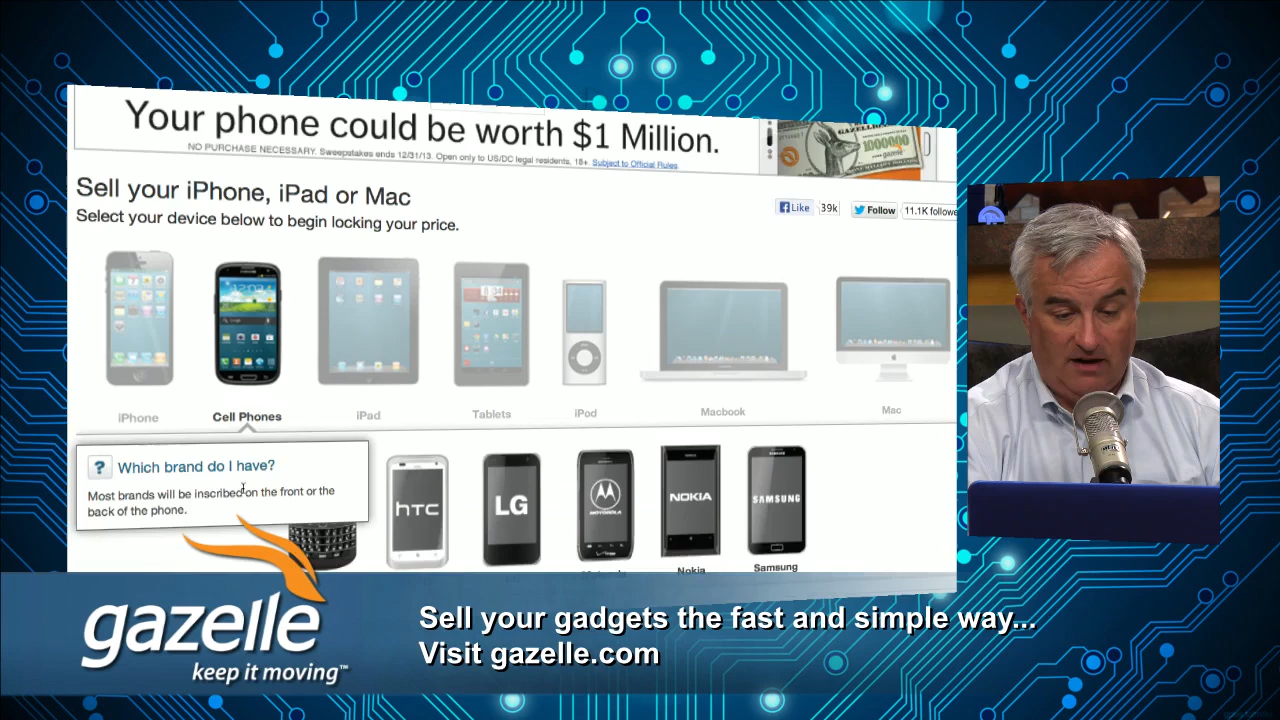 Your phone could be worth $1 Million.
NO PURCHASE NECESSARY. Sweepstakes ends 12/31/13. Open only to US/DC legal residents. 18+. Subject to Official Rules
1000000
Sell your iPhone, iPad or Mac
Like 39k Follow 11.1K followe
Select your device below to begin locking your price.
iPhone Cell Phones iPad Tablets iPod Macbook Mac
? Which brand do I have?
Most brands will be inscribed on the front or the
back of the phone.
hTC LG MOTOROLA NOKIA SAMSUNG
Nokia Samsung
gazelle
keep it moving™
Sell your gadgets the fast and simple way...
Visit gazelle.com